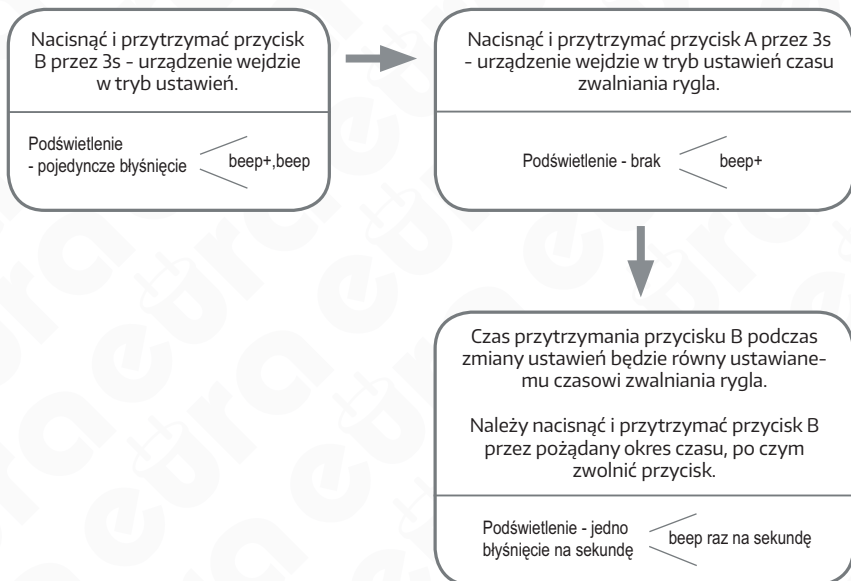 Nacisnąć i przytrzymać przycisk
B przez 3s - urządzenie wejdzie
w tryb ustawień.
Podświetlenie
- pojedyncze błyśnięcie
beep+,beep
Nacisnąć i przytrzymać przycisk A przez 3s
- urządzenie wejdzie w tryb ustawień czasu
zwalniania rygla.
Podświetlenie - brak
beep+
Czas przytrzymania przycisku B podczas
zmiany ustawień będzie równy ustawiane-
mu czasowi zwalniania rygla.
Należy nacisnąć i przytrzymać przycisk B
przez pożądany okres czasu, po czym
zwolnić przycisk.
Podświetlenie - jedno
błyśnięcie na sekundę
beep raz na sekundę